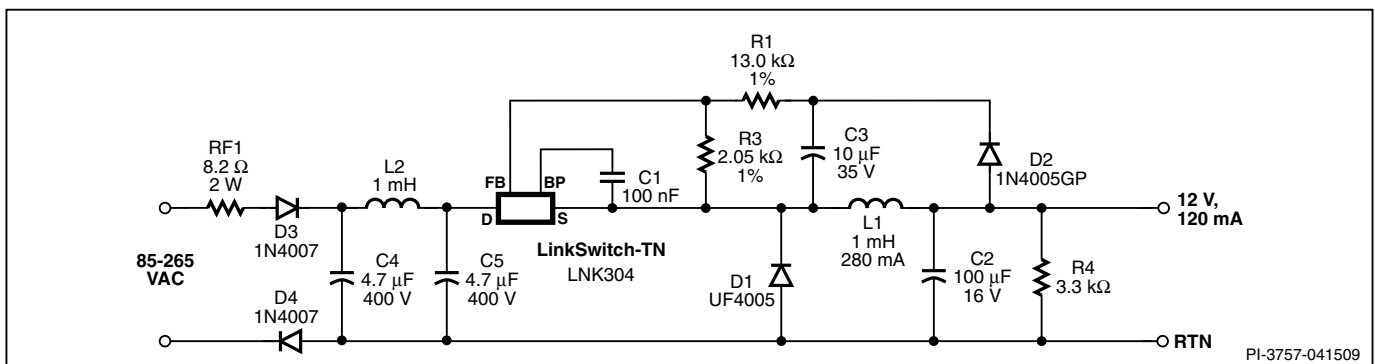 R1
13.0 kΩ
1%
RF1
8.2 Ω
2 W
L2
1 mH
FB
BP
D
S
C1
100 nF
R3
2.05 kΩ
1%
C3
10 µF
35 V
D2
1N4005GP
D3
1N4007
LinkSwitch-TN
LNK304
L1
1 mH
280 mA
12 V,
120 mA
85-265
VAC
C4
4.7 µF
400 V
C5
4.7 µF
400 V
D1
UF4005
C2
100 µF
16 V
R4
3.3 kΩ
D4
1N4007
RTN
PI-3757-041509